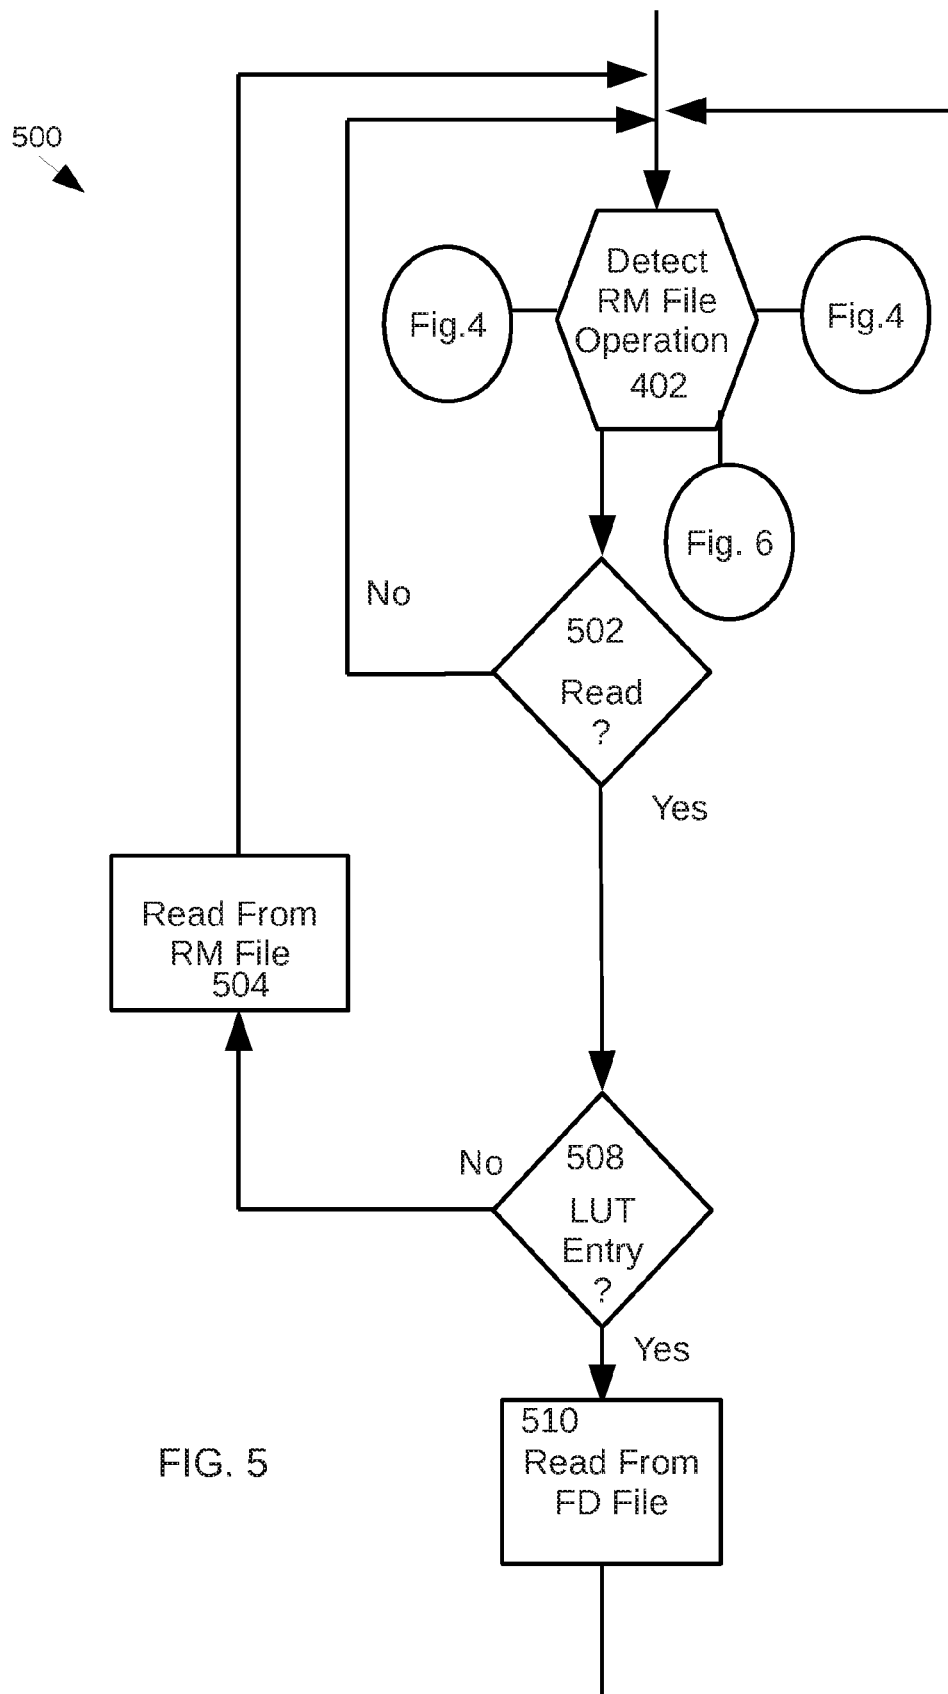 500
Detect
RM File
Operation
402
Fig.4
Fig.4
Fig. 6
No
502
Read
?
Yes
Read From
RM File
504
No
508
LUT
Entry
?
Yes
510
Read From
FD File
FIG. 5